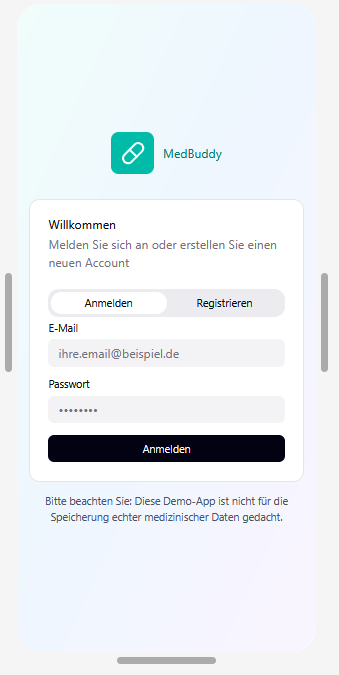 MedBuddy
Willkommen
Melden Sie sich an oder erstellen Sie einen
neuen Account
Anmelden
Registrieren
E-Mail
ihre.email@beispiel.de
Passwort
••••••••
Anmelden
Bitte beachten Sie: Diese Demo-App ist nicht für die
Speicherung echter medizinischer Daten gedacht.